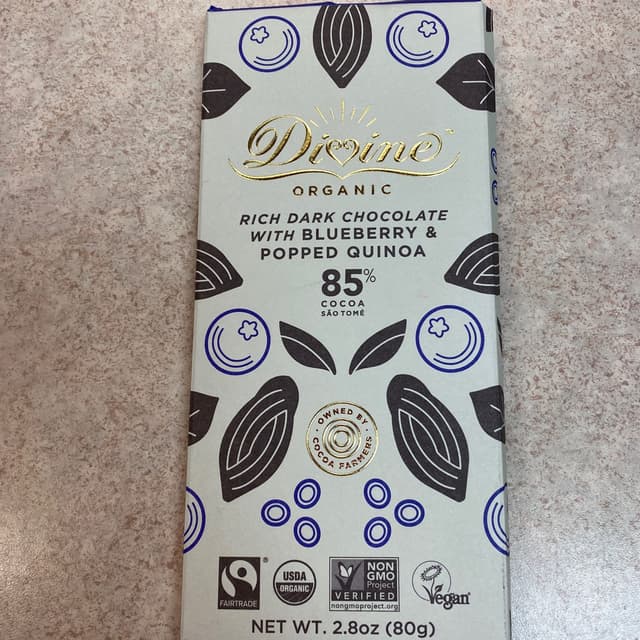 Divine
ORGANIC
RICH DARK CHOCOLATE
WITH BLUEBERRY &
POPPED QUINOA
85%
COCOA
SÃO TOMÉ
OWNED BY
COCOA FARMERS
FAIRTRADE
USDA
ORGANIC
NON
GMO
Project
VERIFIED
nongmoproject.org
Vegan
NET WT. 2.8oz (80g)